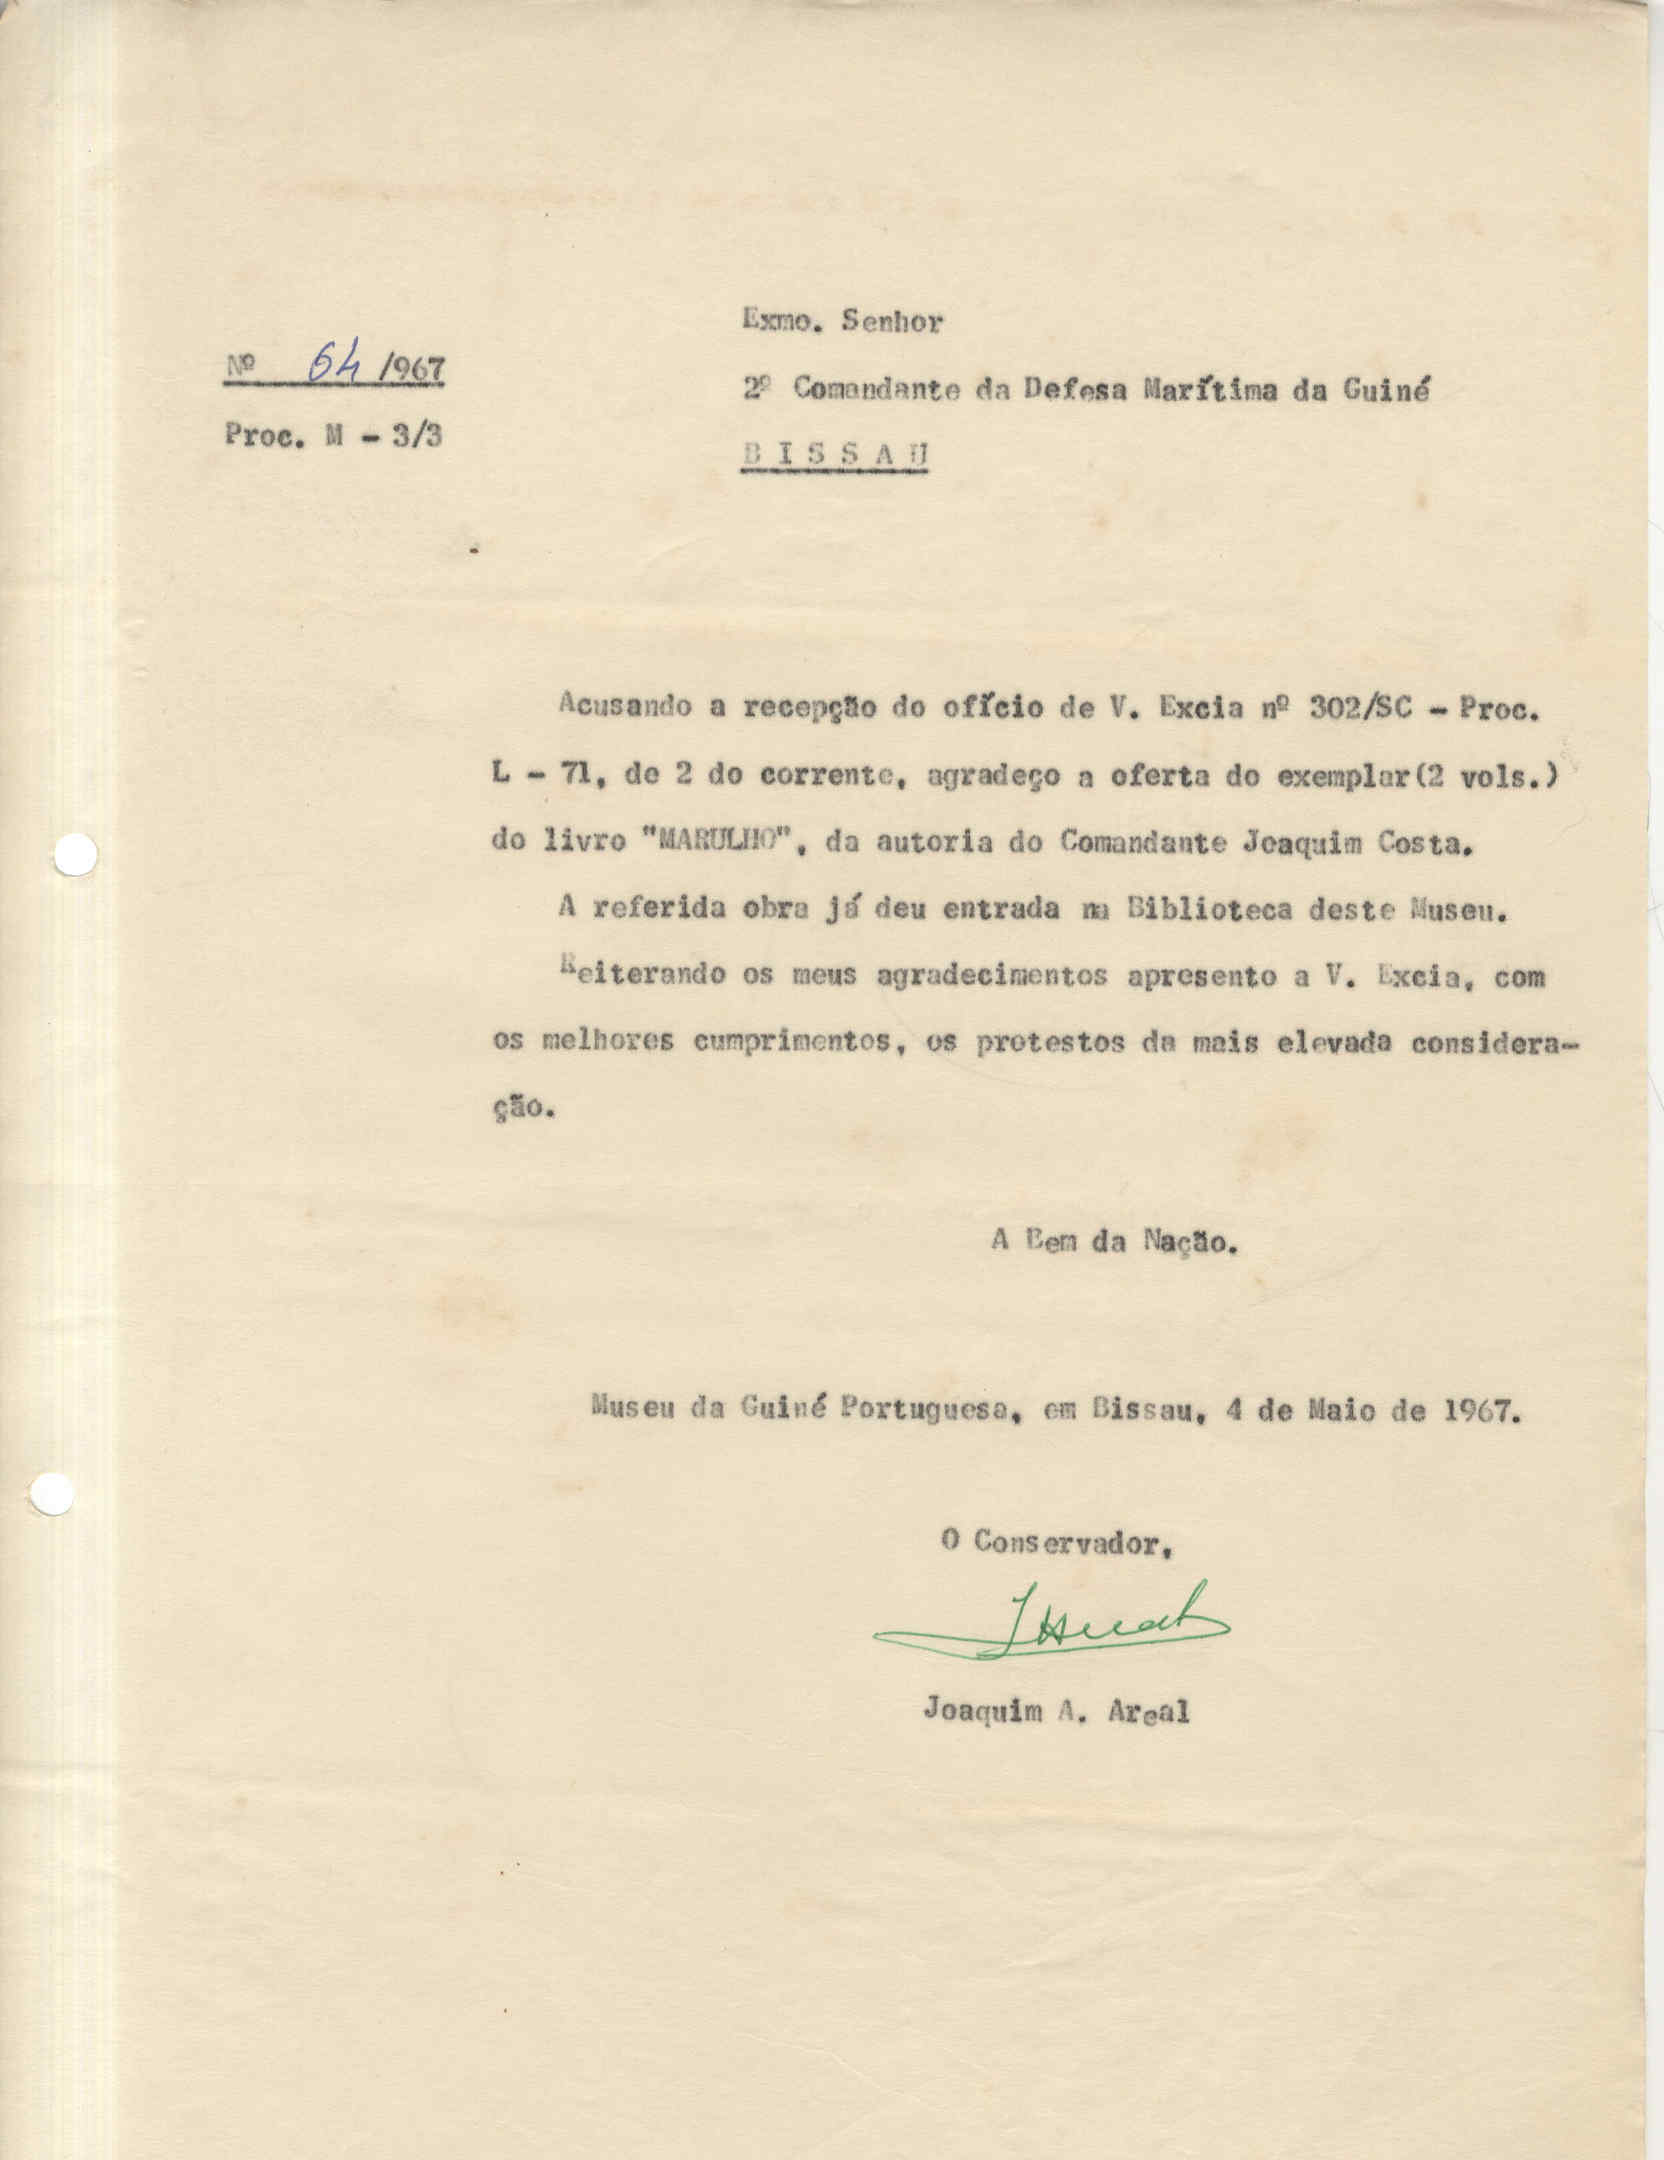 Exmo. Senhor
Nº 64/967
2º Comandante da Defesa Marítima da Guiné
Proc. M - 3/3
B I S S A U
Acusando a recepção do ofício de V. Excia nº 302/SC - Proc.
L - 71, de 2 do corrente, agradeço a oferta do exemplar(2 vols.)
do livro "MARULHO", da autoria do Comandante Joaquim Costa.
A referida obra já deu entrada na Biblioteca deste Museu.
Reiterando os meus agradecimentos apresento a V. Excia, com
os melhores cumprimentos, os protestos da mais elevada considera-
ção.
A Bem da Nação.
Museu da Guiné Portuguesa, em Bissau, 4 de Maio de 1967.
O Conservador,
Joaquim A. Areal